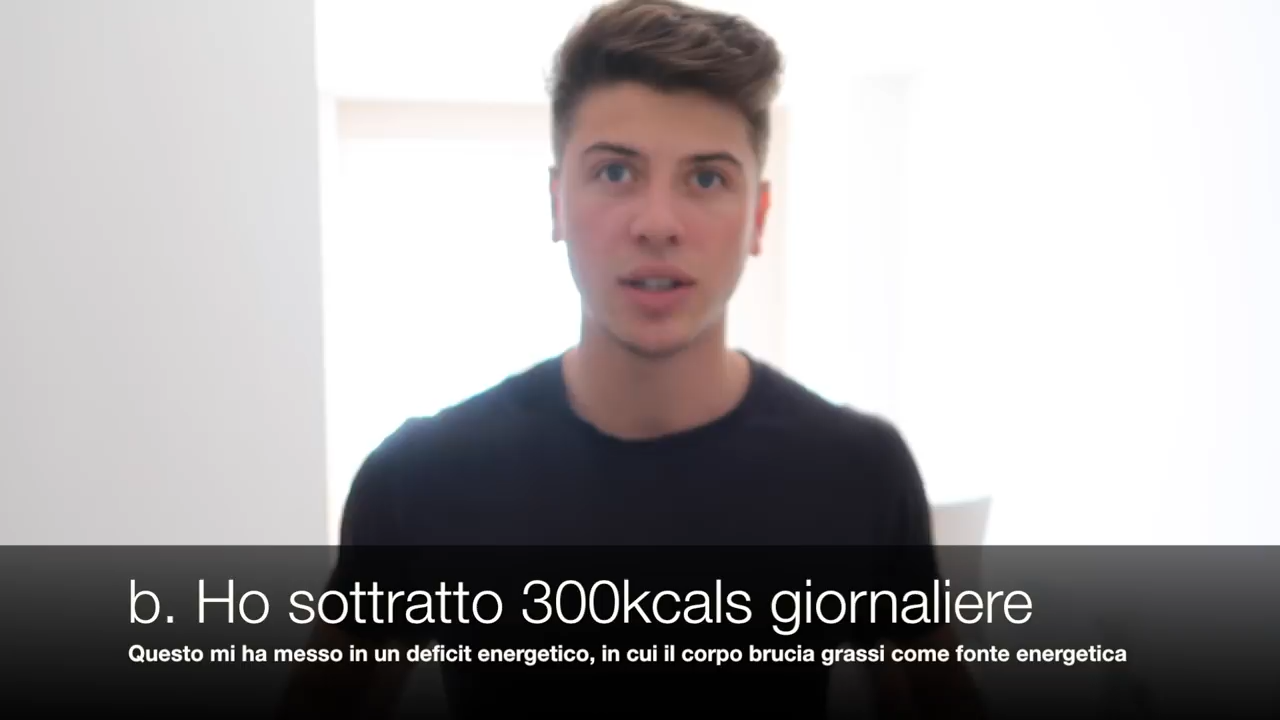 b. Ho sottratto 300kcals giornaliere
Questo mi ha messo in un deficit energetico, in cui il corpo brucia grassi come fonte energetica